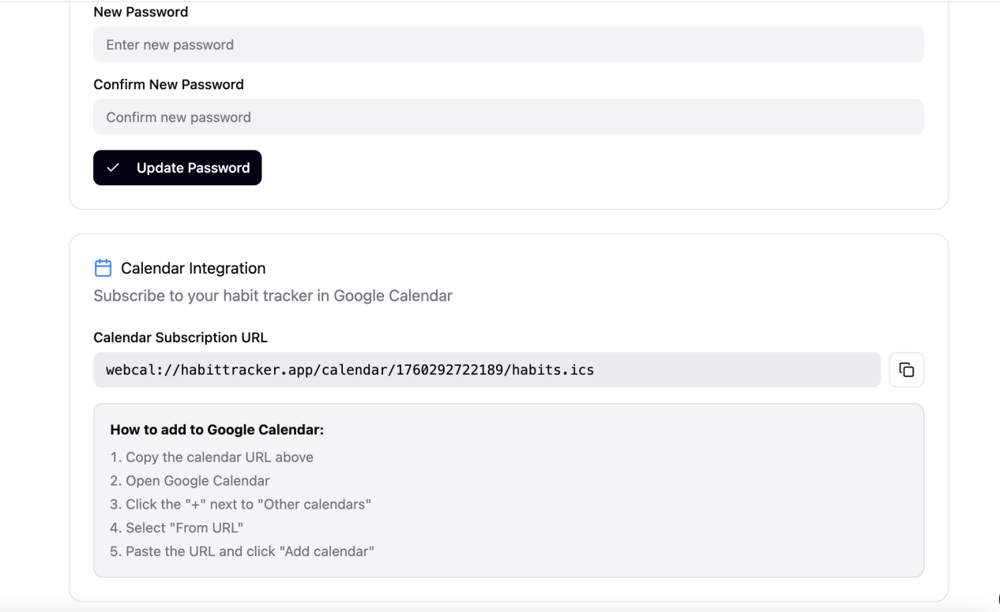 New Password
Enter new password
Confirm New Password
Confirm new password
Update Password
Calendar Integration
Subscribe to your habit tracker in Google Calendar
Calendar Subscription URL
webcal://habittracker.app/calendar/1760292722189/habits.ics
How to add to Google Calendar:
1. Copy the calendar URL above
2. Open Google Calendar
3. Click the "+" next to "Other calendars"
4. Select "From URL"
5. Paste the URL and click "Add calendar"